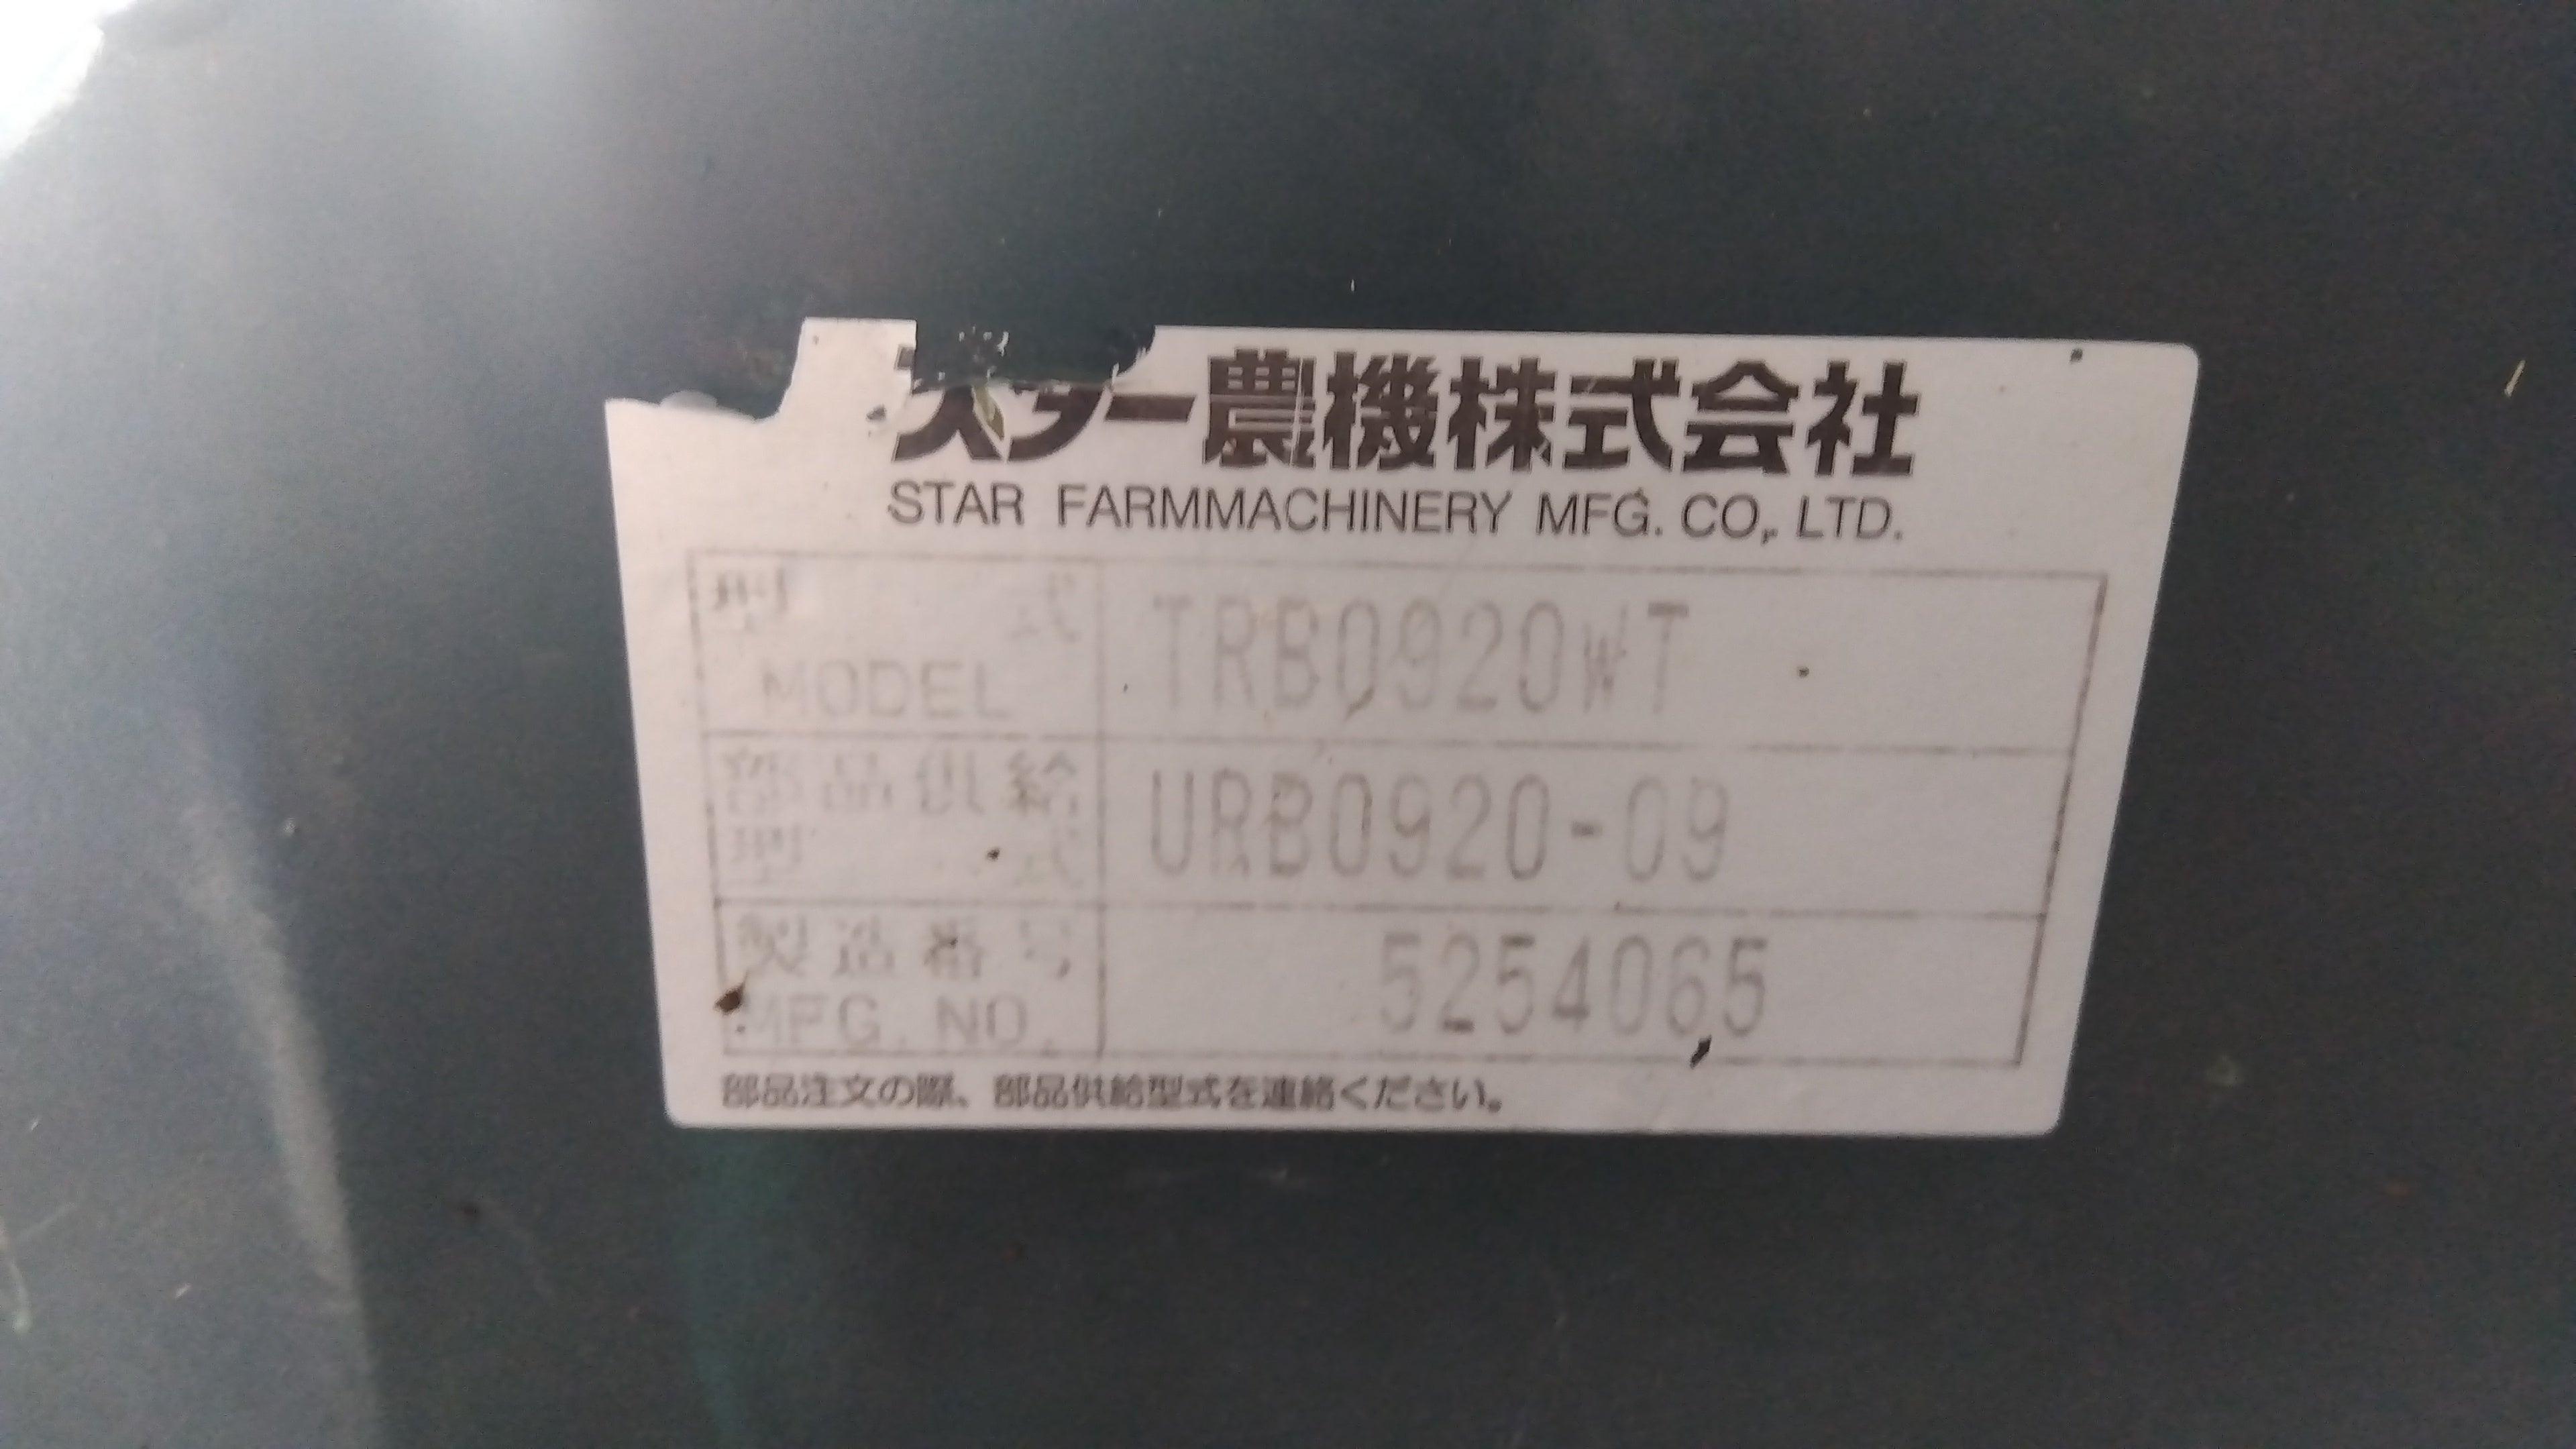 スター農機株式会社
STAR FARMMACHINERY MFG. CO,. LTD.
型 式 TRB0920WT
MODEL
部品供給 URB0920-09
型 式
製造番号 5254065
MFG. NO.
部品注文の際、部品供給型式を連絡ください。